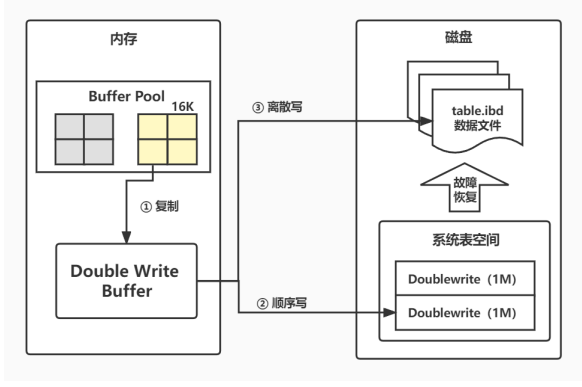 内存
磁盘
Buffer Pool
16K
③ 离散写
table.ibd
数据文件
① 复制
故障
恢复
系统表空间
Double Write
Buffer
Doublewrite（1M）
② 顺序写
Doublewrite（1M）